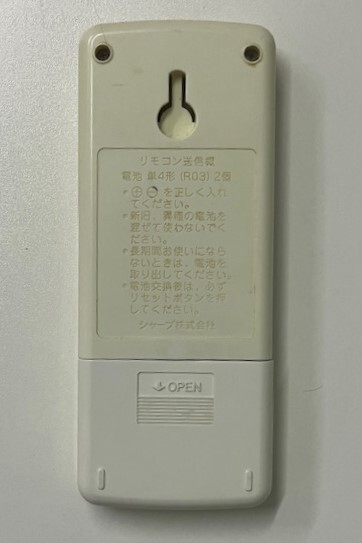 リモコン送信機
電池 単4形 (R03) 2個
・⊕ ⊖ を正しく入れ
てください。
・新旧、異種の電池を
混ぜて使わないでく
ださい。
・長期間お使いになら
ないときは、電池を
取り出してください。
・電池交換後は、必ず
リセットボタンを押
してください。
シャープ株式会社
OPEN